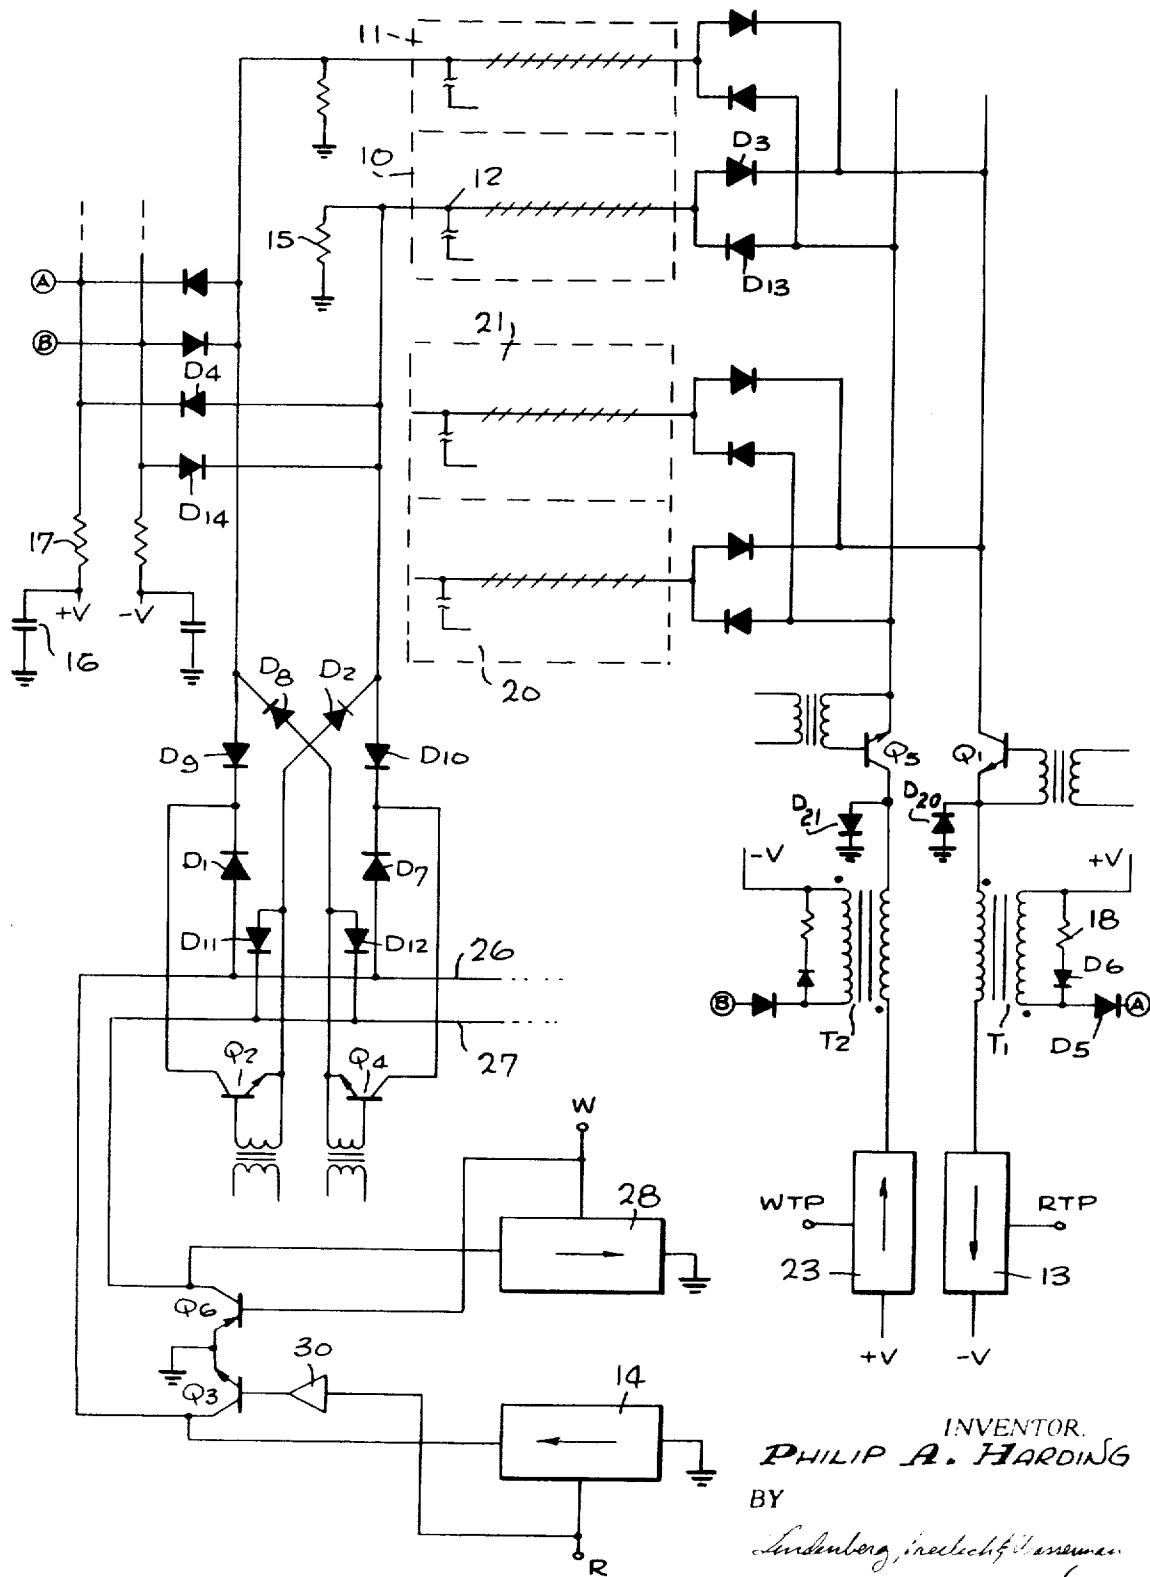 11
10
12
D3
15
D13
A
B
21
D4
D14
17
+V
-V
16
D8
D2
20
D9
D10
Q5
Q1
D21
D20
-V
+V
D1
D7
18
D11
D12
26
D6
B
A
T2
T1
D5
27
Q2
Q4
W
28
WTP
RTP
23
13
Q6
30
+V
-V
Q3
14
INVENTOR.
PHILIP A. HARDING
BY
R